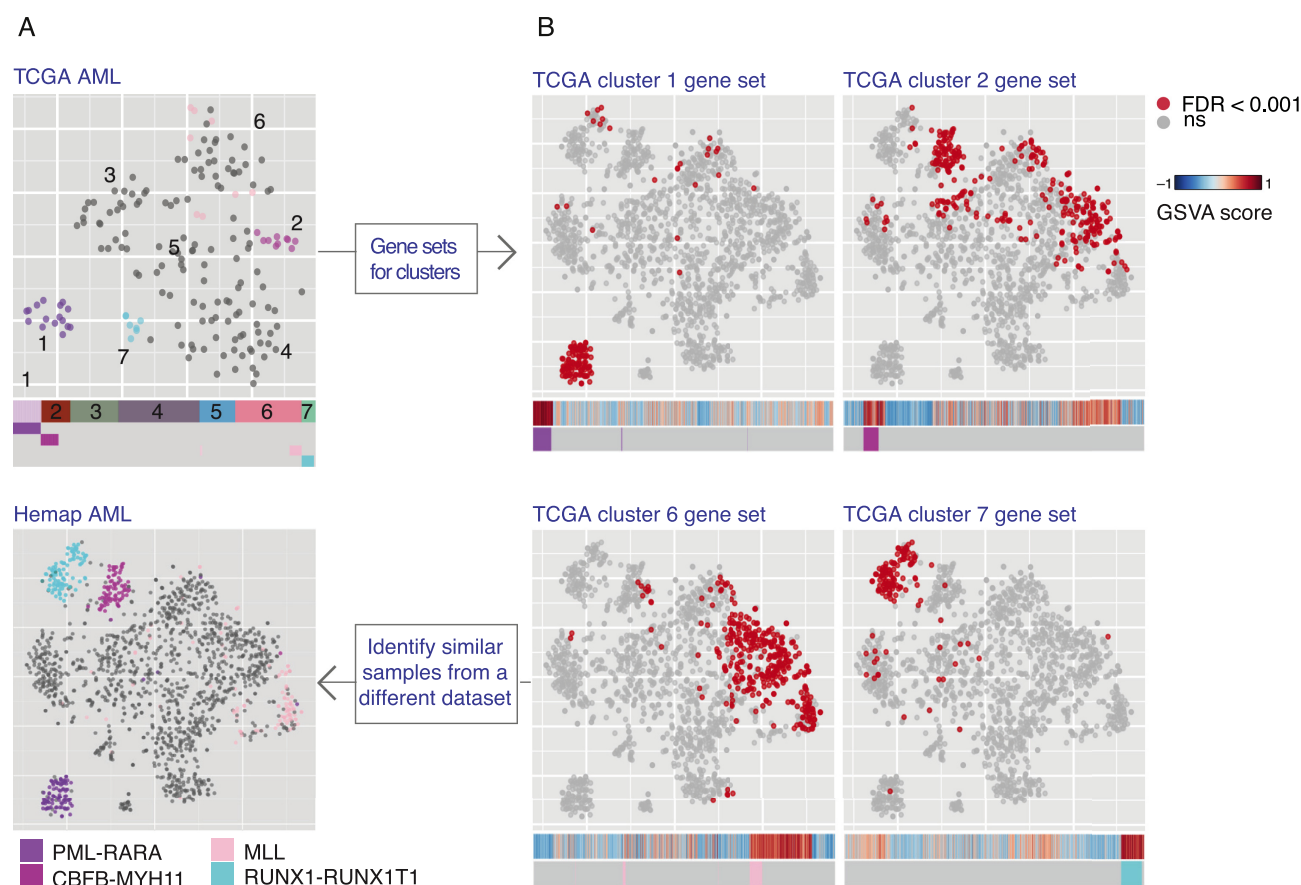 A
B
TCGA AML
6
3
2
5
1
7
4
1
2 3 4 5 6 7
Gene sets
for clusters
TCGA cluster 1 gene set
TCGA cluster 2 gene set
FDR < 0.001
ns
−1 1
GSVA score
Hemap AML
Identify similar
samples from a
different dataset
TCGA cluster 6 gene set
TCGA cluster 7 gene set
PML-RARA
MLL
CBFB-MYH11
RUNX1-RUNX1T1